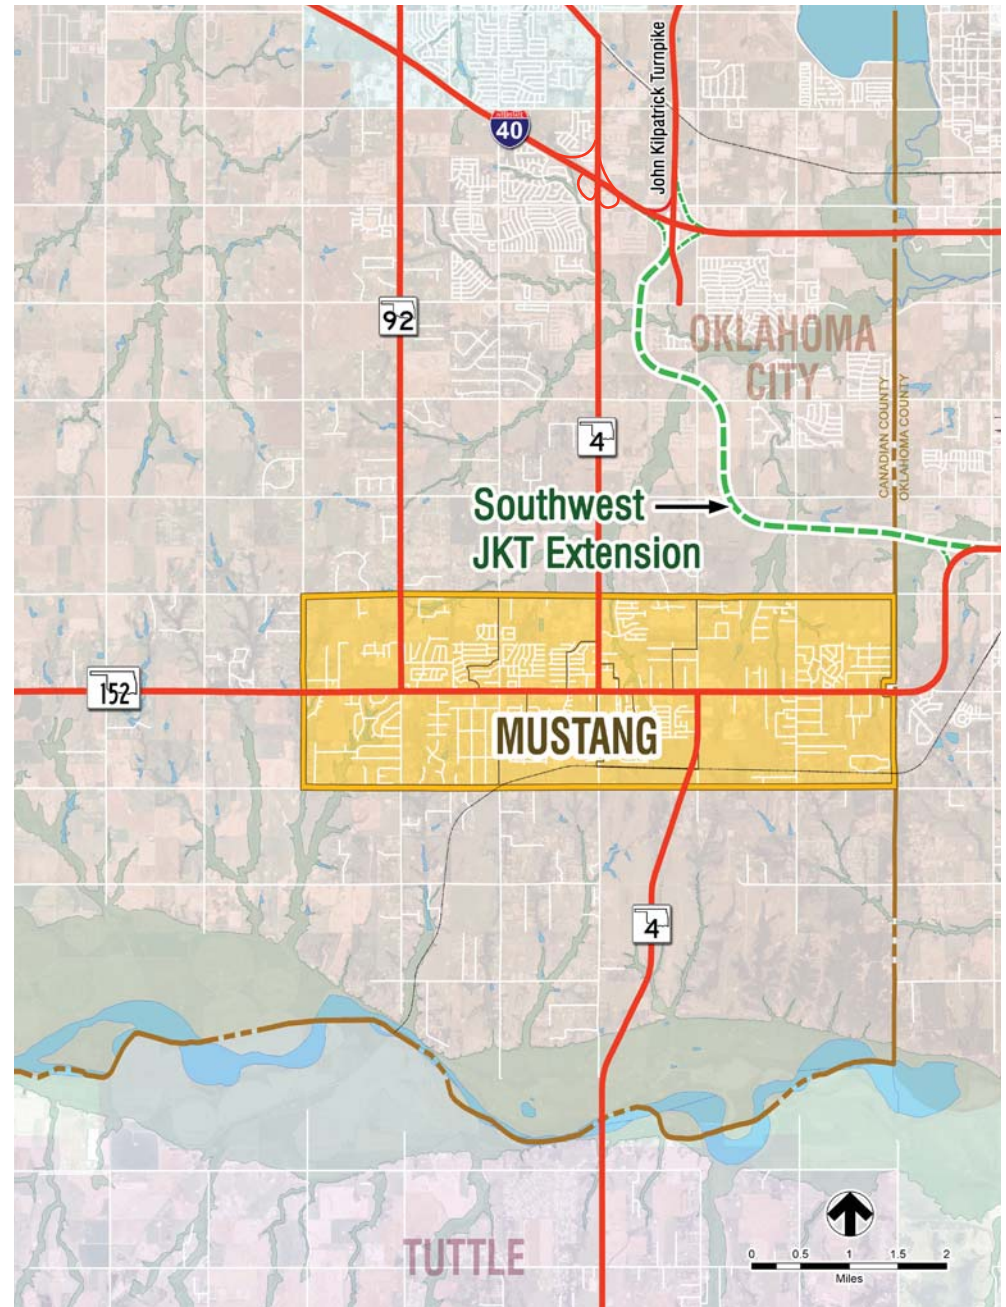 John Kilpatrick Turnpike
40
92
OKLAHOMA
CITY
4
CANADIAN COUNTY
OKLAHOMA COUNTY
Southwest
JKT Extension
152
MUSTANG
4
TUTTLE
0 0.5 1 1.5 2
Miles